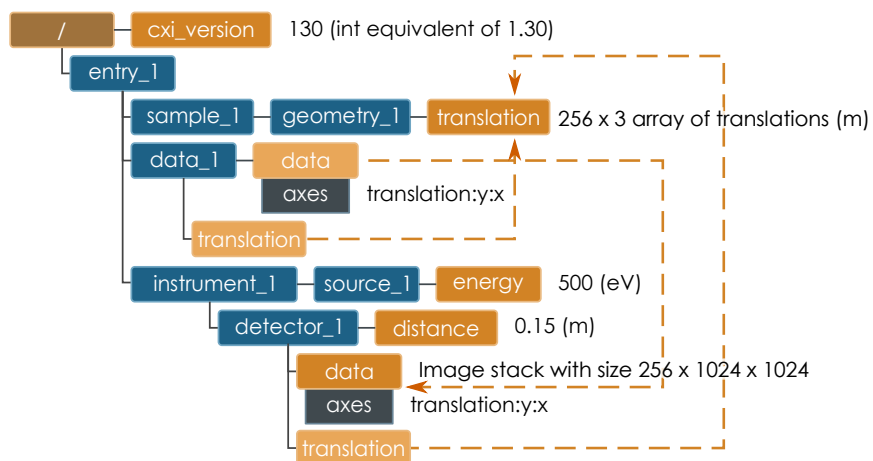 / cxi_version 130 (int equivalent of 1.30)
entry_1
sample_1 geometry_1 translation 256 x 3 array of translations (m)
data_1 data
axes translation:y:x
translation
instrument_1 source_1 energy 500 (eV)
detector_1 distance 0.15 (m)
data Image stack with size 256 x 1024 x 1024
axes translation:y:x
translation